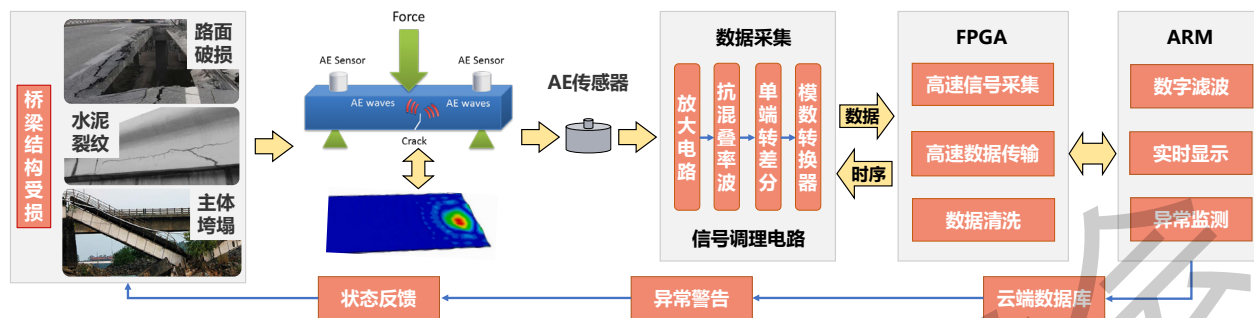 桥梁结构受损
路面
破损
水泥
裂纹
主体
垮塌
Force
AE Sensor
AE Sensor
AE waves
AE waves
Crack
AE传感器
数据采集
放大电路
抗混叠率波
单端转差分
模数转换器
信号调理电路
数据
时序
FPGA
高速信号采集
高速数据传输
数据清洗
ARM
数字滤波
实时显示
异常监测
状态反馈
异常警告
云端数据库